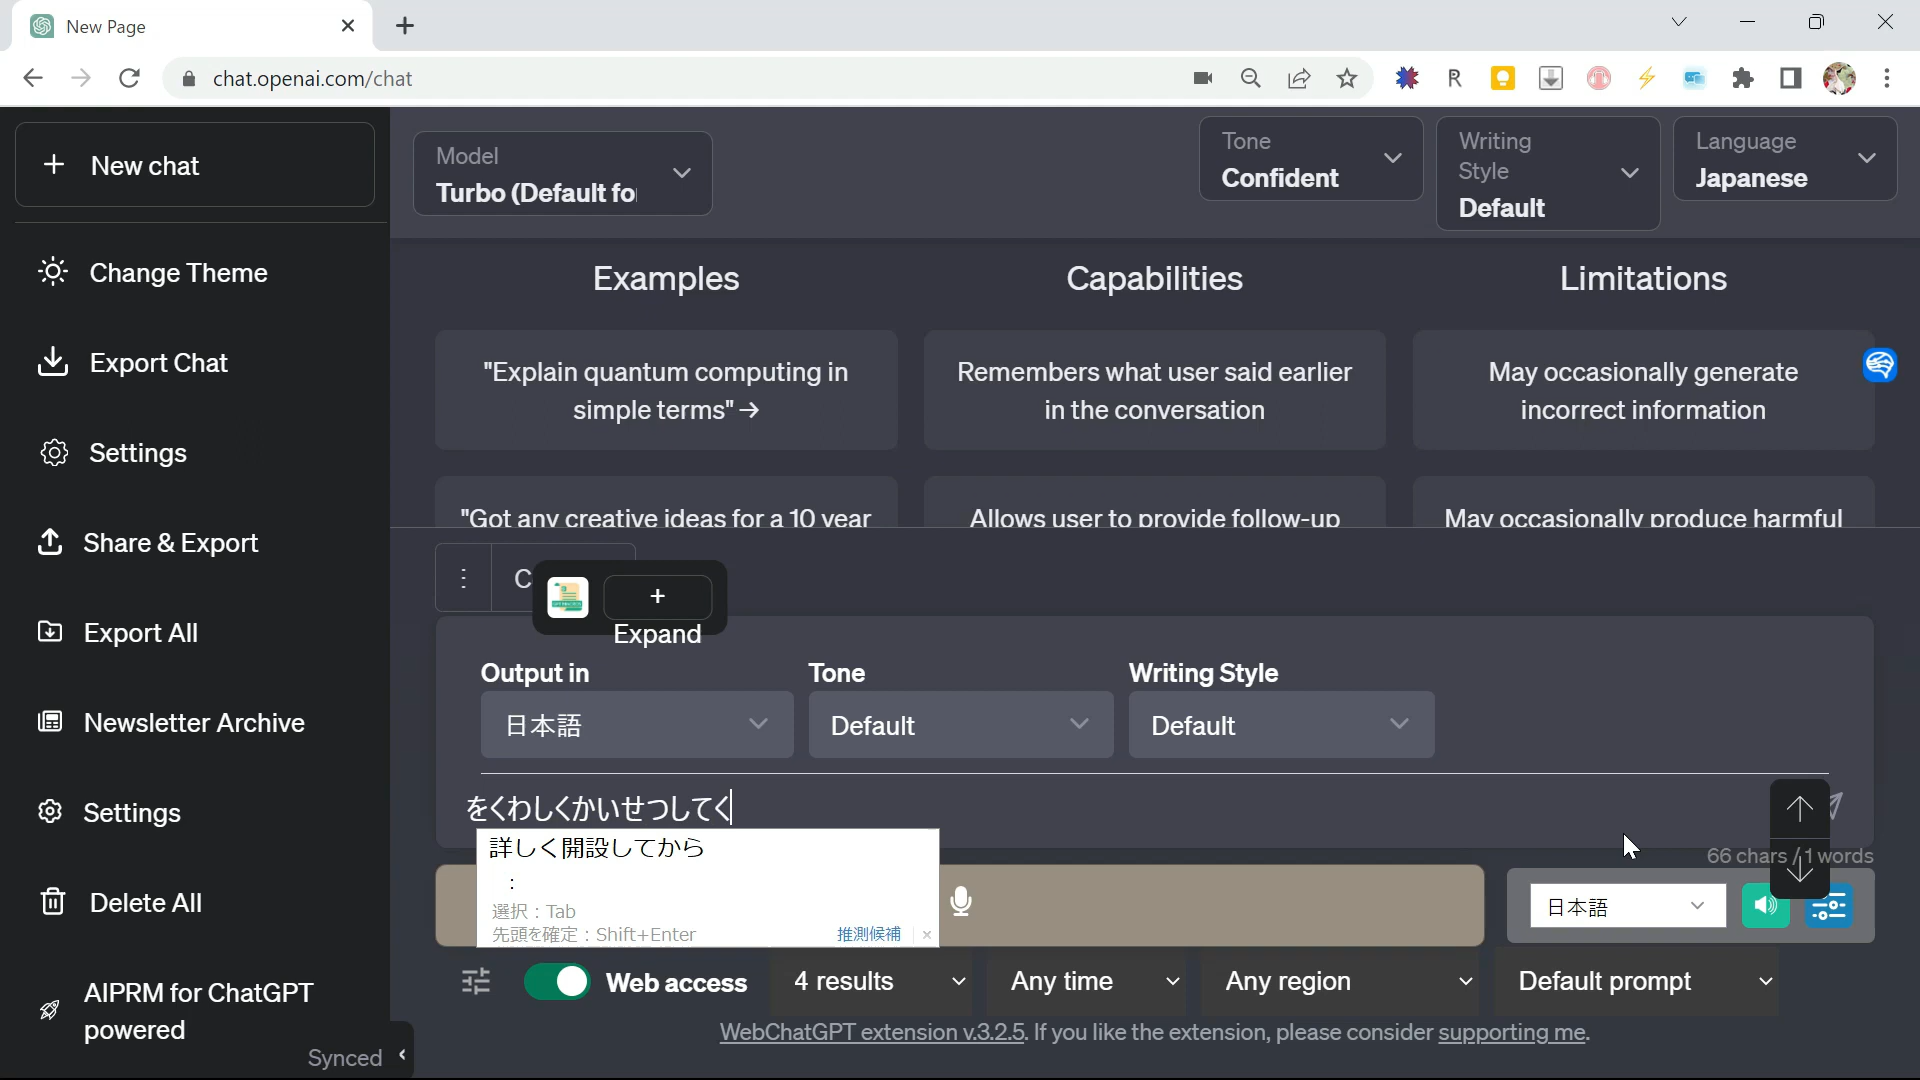 New Page
chat.openai.com/chat
New chat
Change Theme
Export Chat
Settings
Share & Export
Export All
Newsletter Archive
Settings
Delete All
AIPRM for ChatGPT
powered
Synced
Model
Turbo (Default fo
Tone
Confident
Writing
Style
Default
Language
Japanese
Examples
Capabilities
Limitations
"Explain quantum computing in
simple terms" →
Remembers what user said earlier
in the conversation
May occasionally generate
incorrect information
"Got any creative ideas for a 10 year
Allows user to provide follow-up
May occasionally produce harmful
C
+
Expand
Output in
Tone
Writing Style
日本語
Default
Default
をくわしくかいせつしてく
詳しく開設してから
:
選択：Tab
先頭を確定：Shift+Enter
推測候補
66 chars / 1 words
日本語
Web access
4 results
Any time
Any region
Default prompt
WebChatGPT extension v.3.2.5. If you like the extension, please consider supporting me.